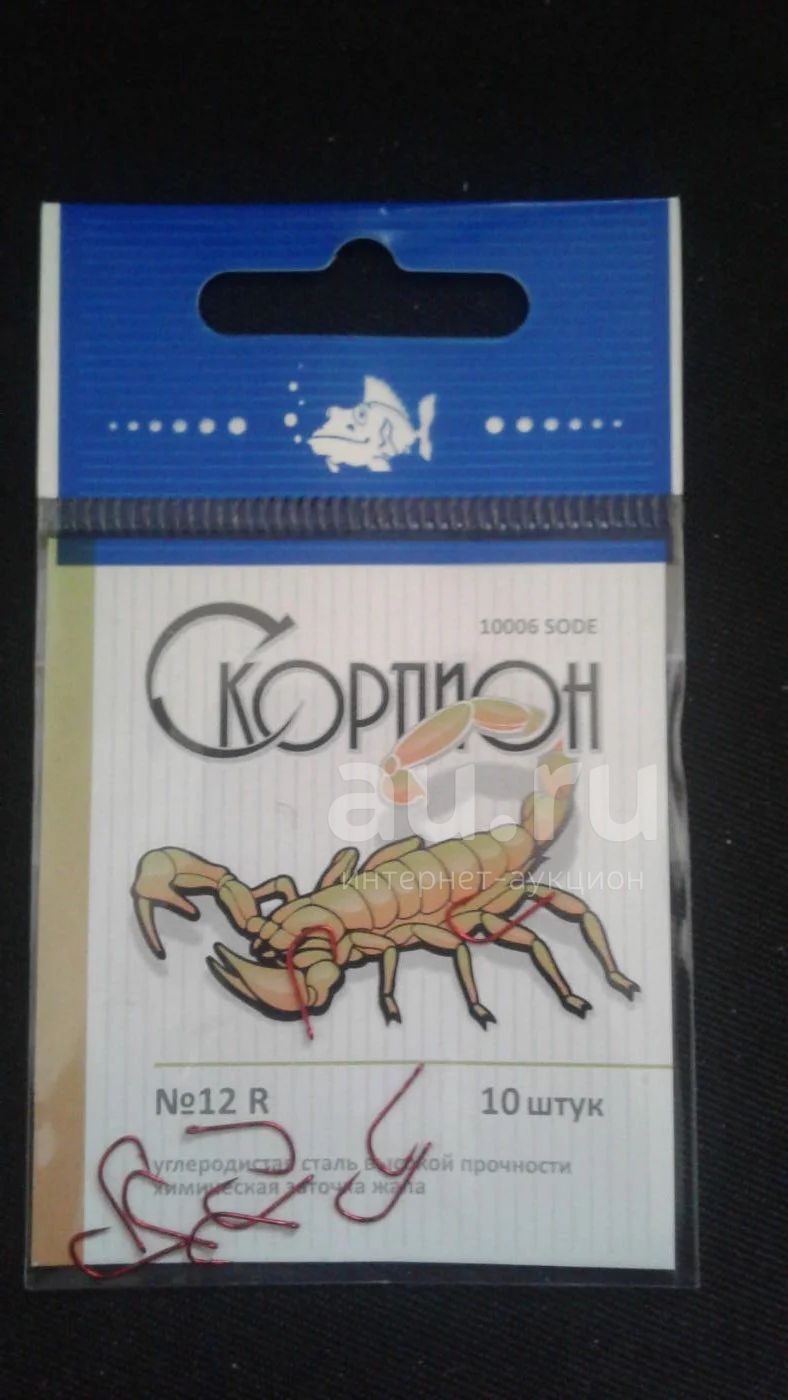 10006 SODE
Скорпион
au.ru
интернет-аукцион
№12 R
10 штук
углеродистая сталь высокой прочности
химическая заточка жала